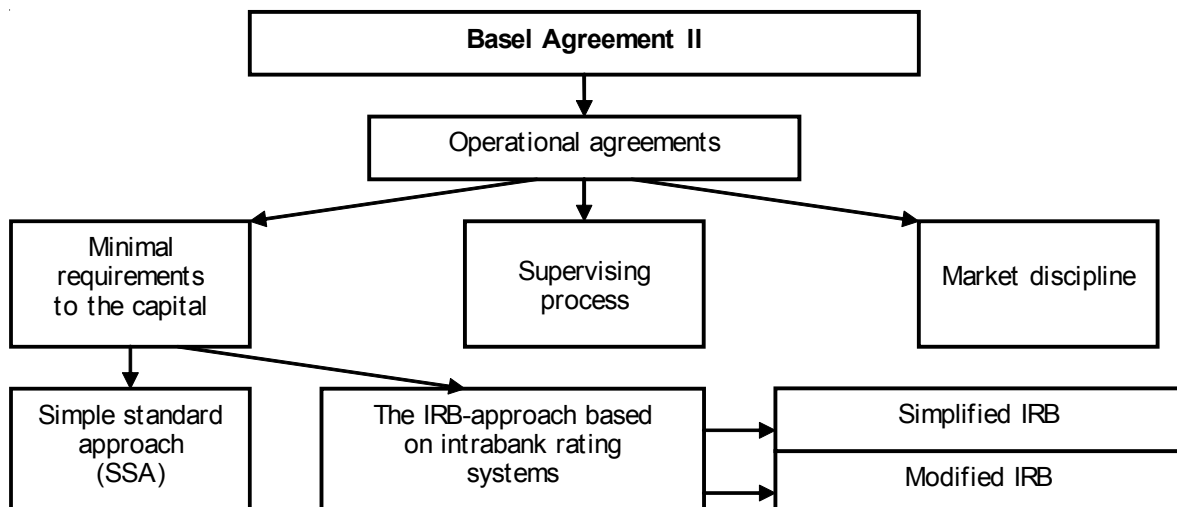 Basel Agreement II
Operational agreements
Minimal
requirements
to the capital
Supervising
process
Market discipline
Simple standard
approach
(SSA)
The IRB-approach based
on intrabank rating
systems
Simplified IRB
Modified IRB